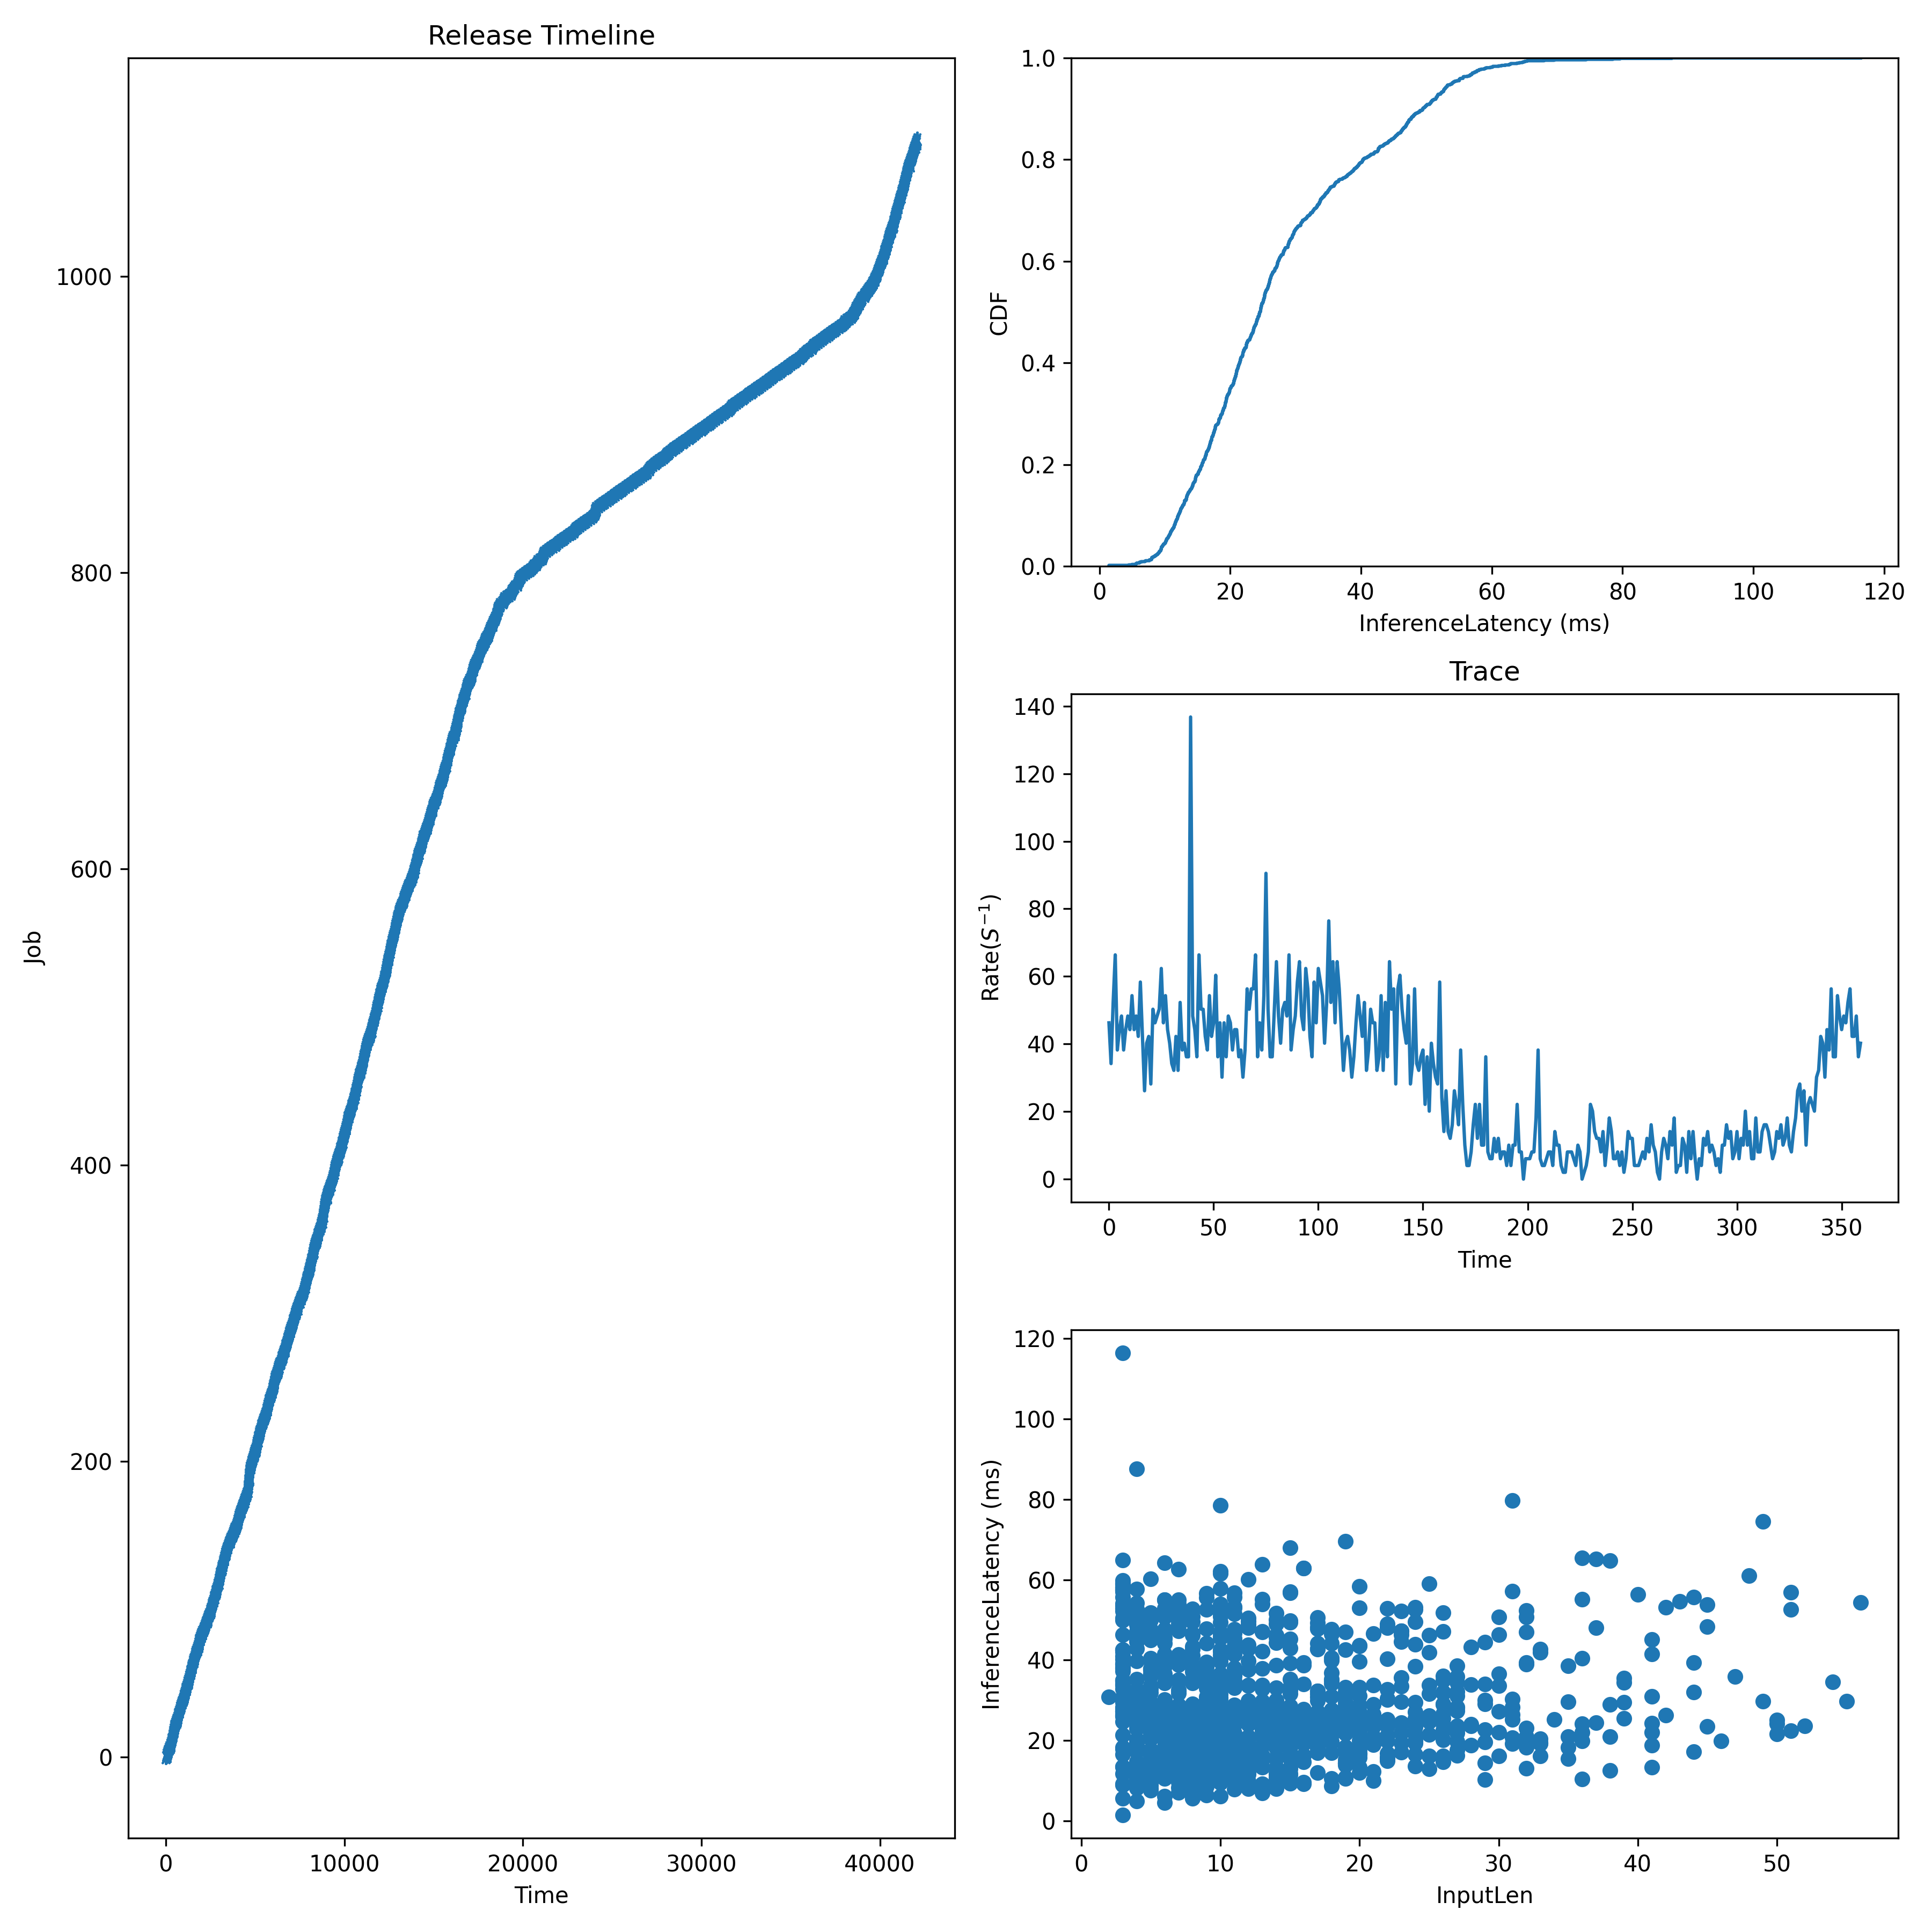 Release Timeline
Job
1000
800
600
400
200
0
0 10000 20000 30000 40000
Time
CDF
1.0
0.8
0.6
0.4
0.2
0.0
0 20 40 60 80 100 120
InferenceLatency (ms)
Trace
Rate(S⁻¹)
140
120
100
80
60
40
20
0
0 50 100 150 200 250 300 350
Time
InferenceLatency (ms)
120
100
80
60
40
20
0
0 10 20 30 40 50
InputLen